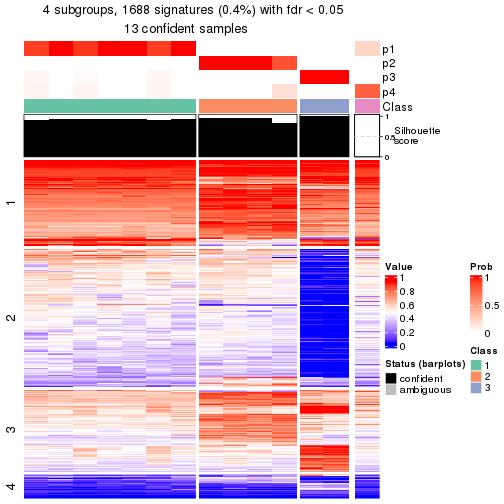 4 subgroups, 1688 signatures (0.4%) with fdr < 0.05
13 confident samples
p1
p2
p3
p4
Class
1
0.5
0
Silhouette
score
1
2
3
4
Value
1
0.8
0.6
0.4
0.2
0
Prob
1
0.5
0
Status (barplots)
confident
ambiguous
Class
1
2
3